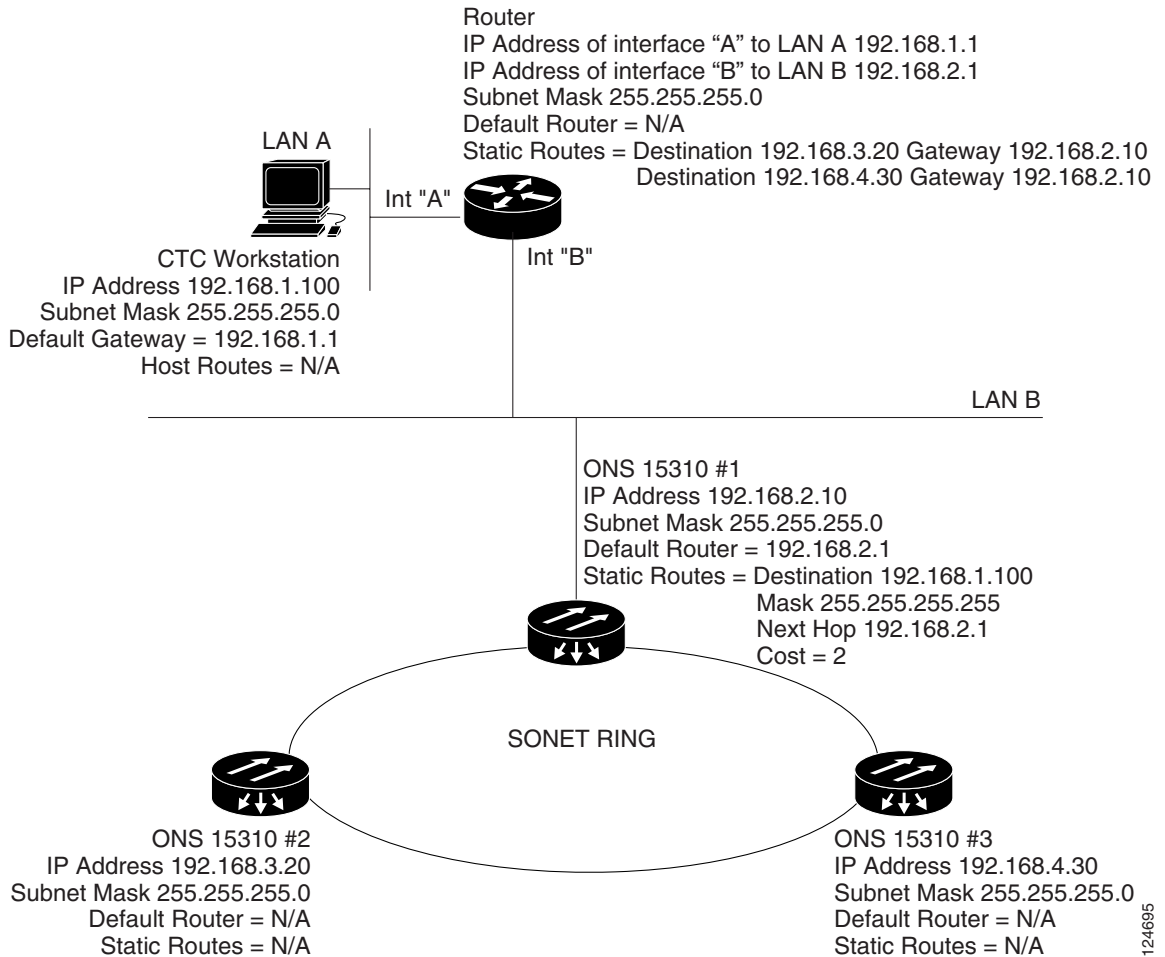 Router
IP Address of interface “A” to LAN A 192.168.1.1
IP Address of interface “B” to LAN B 192.168.2.1
Subnet Mask 255.255.255.0
Default Router = N/A
Static Routes = Destination 192.168.3.20 Gateway 192.168.2.10
Destination 192.168.4.30 Gateway 192.168.2.10
LAN A
Int "A"
Int "B"
CTC Workstation
IP Address 192.168.1.100
Subnet Mask 255.255.255.0
Default Gateway = 192.168.1.1
Host Routes = N/A
LAN B
ONS 15310 #1
IP Address 192.168.2.10
Subnet Mask 255.255.255.0
Default Router = 192.168.2.1
Static Routes = Destination 192.168.1.100
Mask 255.255.255.255
Next Hop 192.168.2.1
Cost = 2
SONET RING
ONS 15310 #2
IP Address 192.168.3.20
Subnet Mask 255.255.255.0
Default Router = N/A
Static Routes = N/A
ONS 15310 #3
IP Address 192.168.4.30
Subnet Mask 255.255.255.0
Default Router = N/A
Static Routes = N/A
124695